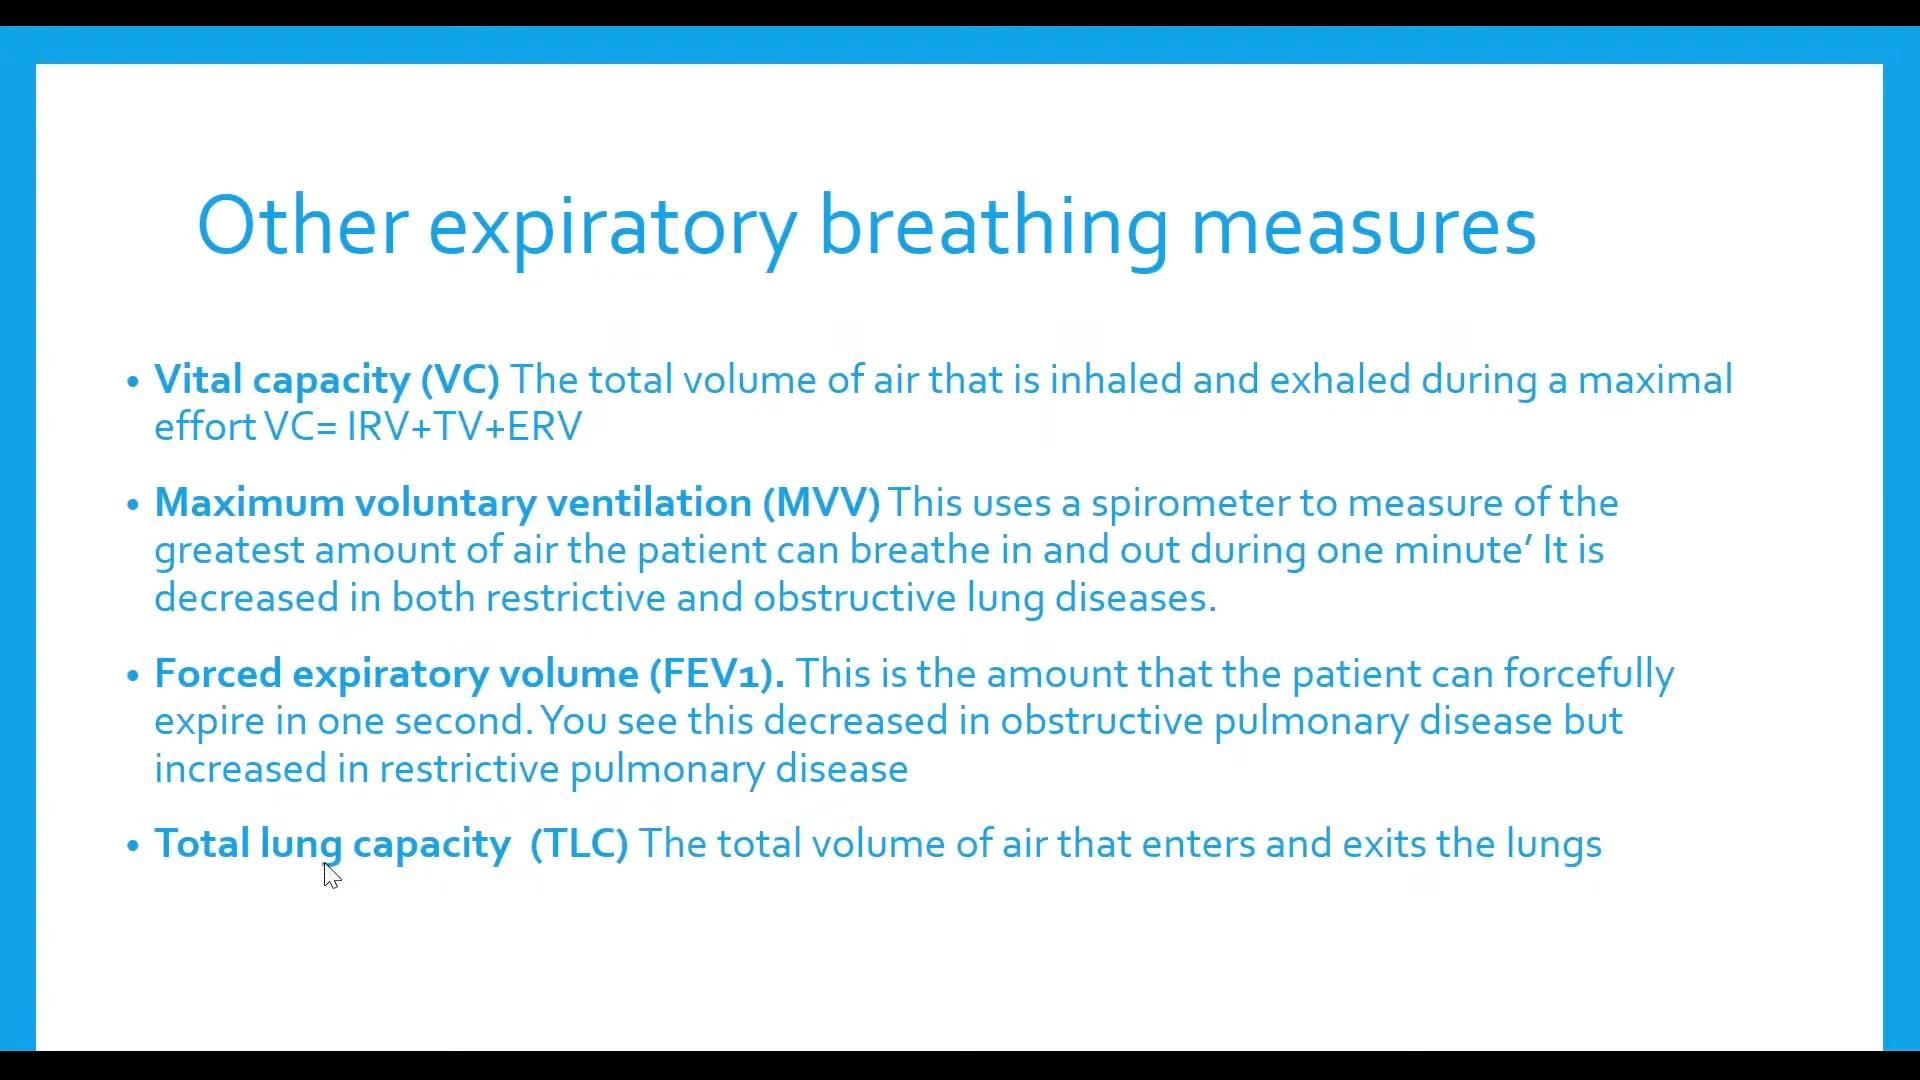 Other expiratory breathing measures
• Vital capacity (VC) The total volume of air that is inhaled and exhaled during a maximal
effort VC= IRV+TV+ERV
• Maximum voluntary ventilation (MVV) This uses a spirometer to measure of the
greatest amount of air the patient can breathe in and out during one minute’ It is
decreased in both restrictive and obstructive lung diseases.
• Forced expiratory volume (FEV1). This is the amount that the patient can forcefully
expire in one second. You see this decreased in obstructive pulmonary disease but
increased in restrictive pulmonary disease
• Total lung capacity  (TLC) The total volume of air that enters and exits the lungs